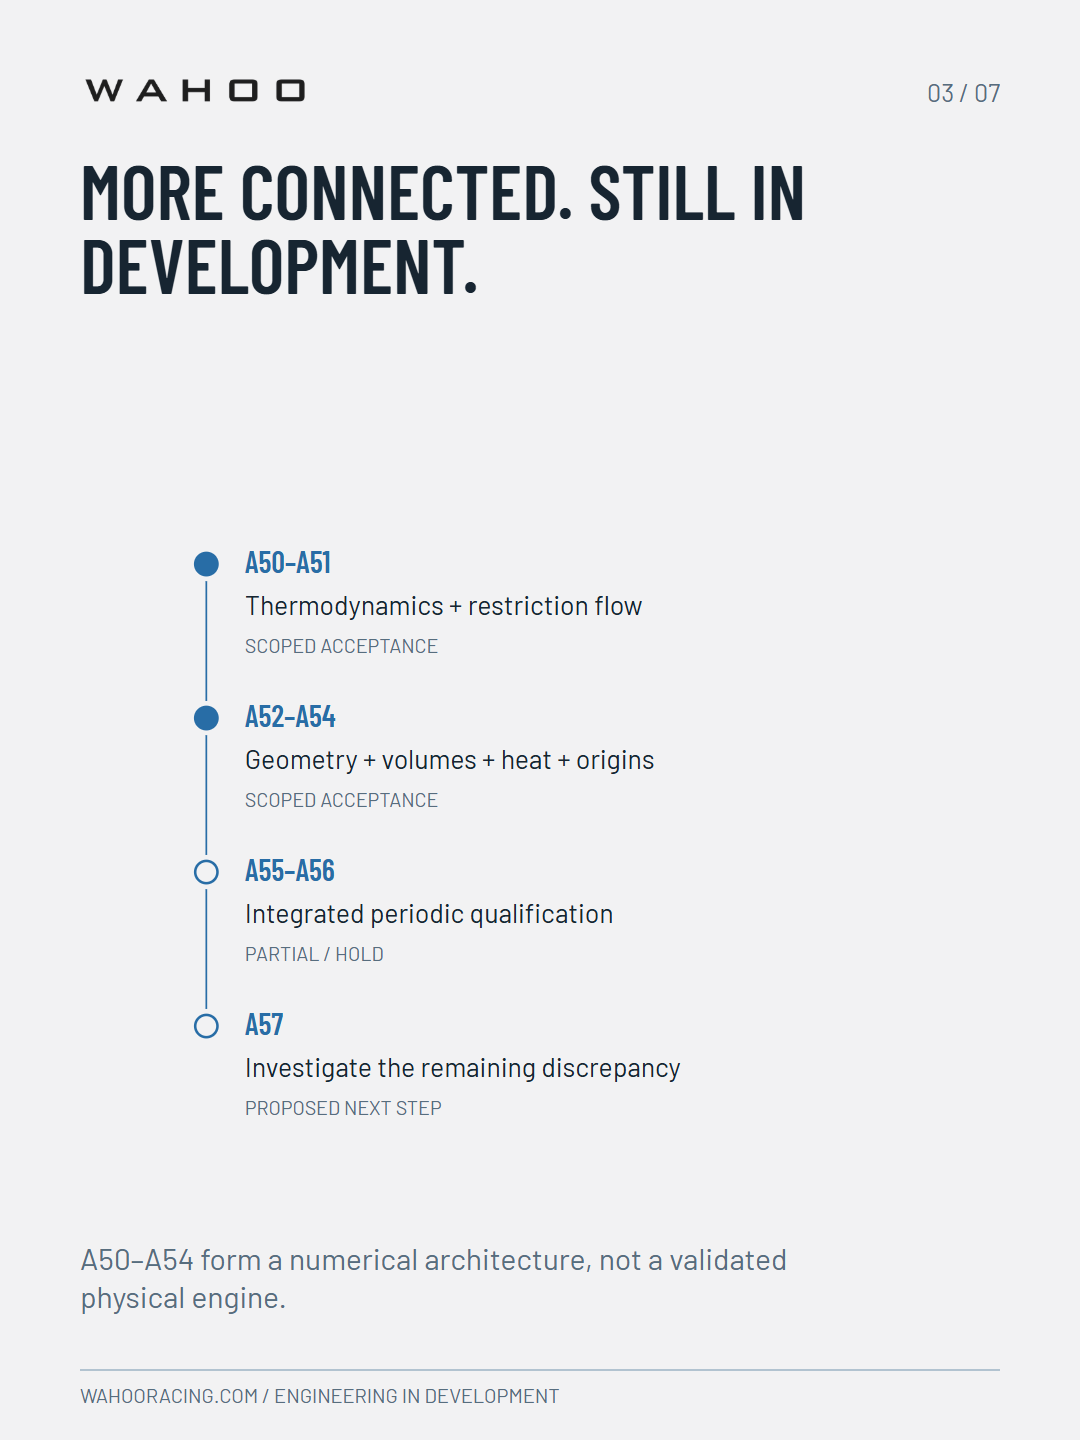 WAHOO
03 / 07
MORE CONNECTED. STILL IN
DEVELOPMENT.
A50–A51
Thermodynamics + restriction flow
SCOPED ACCEPTANCE
A52–A54
Geometry + volumes + heat + origins
SCOPED ACCEPTANCE
A55–A56
Integrated periodic qualification
PARTIAL / HOLD
A57
Investigate the remaining discrepancy
PROPOSED NEXT STEP
A50–A54 form a numerical architecture, not a validated
physical engine.
WAHOORACING.COM / ENGINEERING IN DEVELOPMENT